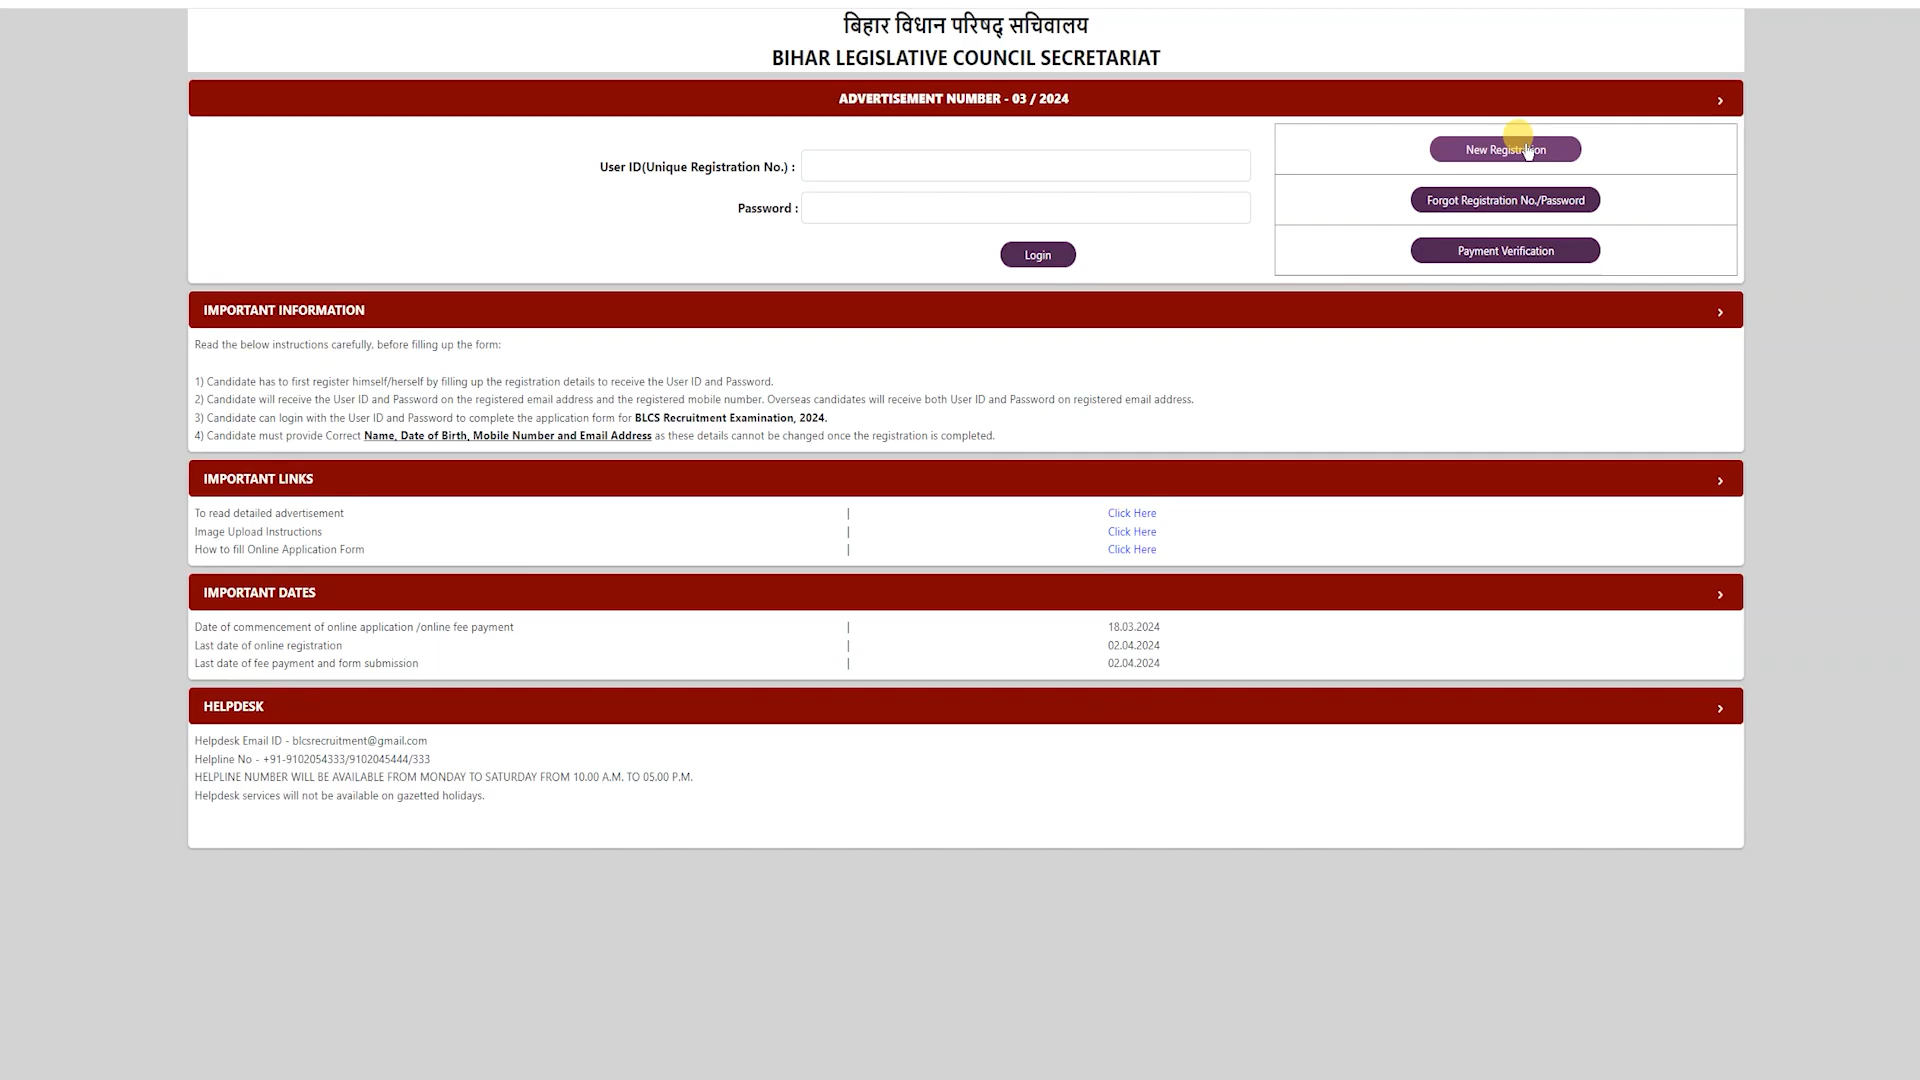 बिहार विधान परिषद् सचिवालय
BIHAR LEGISLATIVE COUNCIL SECRETARIAT
ADVERTISEMENT NUMBER - 03 / 2024
User ID(Unique Registration No.) :
Password :
Login
New Registration
Forgot Registration No./Password
Payment Verification
IMPORTANT INFORMATION
Read the below instructions carefully, before filling up the form:
1) Candidate has to first register himself/herself by filling up the registration details to receive the User ID and Password.
2) Candidate will receive the User ID and Password on the registered email address and the registered mobile number. Overseas candidates will receive both User ID and Password on registered email address.
3) Candidate can login with the User ID and Password to complete the application form for BLCS Recruitment Examination, 2024.
4) Candidate must provide Correct Name, Date of Birth, Mobile Number and Email Address as these details cannot be changed once the registration is completed.
IMPORTANT LINKS
To read detailed advertisement | Click Here
Image Upload Instructions | Click Here
How to fill Online Application Form | Click Here
IMPORTANT DATES
Date of commencement of online application /online fee payment | 18.03.2024
Last date of online registration | 02.04.2024
Last date of fee payment and form submission | 02.04.2024
HELPDESK
Helpdesk Email ID - blcsrecruitment@gmail.com
Helpline No - +91-9102054333/9102045444/333
HELPLINE NUMBER WILL BE AVAILABLE FROM MONDAY TO SATURDAY FROM 10.00 A.M. TO 05.00 P.M.
Helpdesk services will not be available on gazetted holidays.